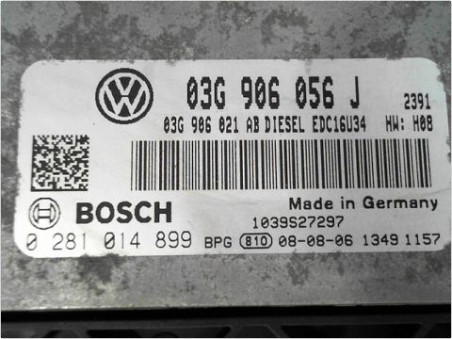 03G 906 056 J 2391
03G 906 021 AB DIESEL EDC16U34 HW: H08
BOSCH Made in Germany
1039S27297
0 281 014 899 BPG 810 08-08-06 1349 1157